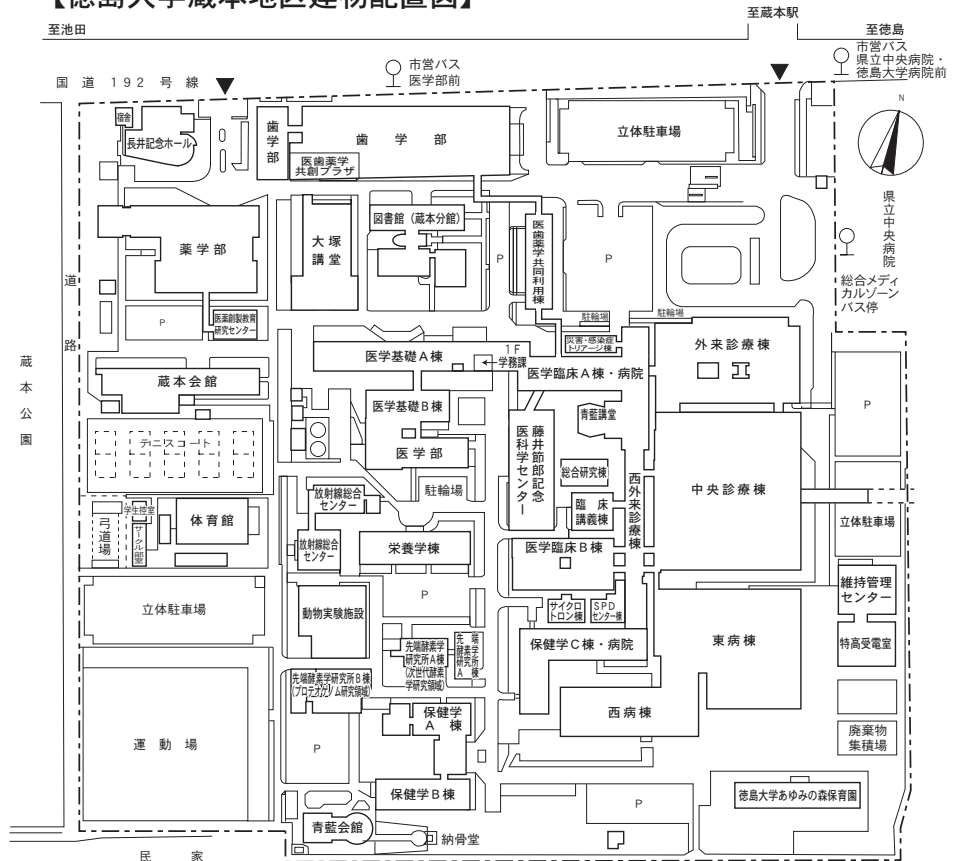 【徳島大学蔵本地区建物配置図】
至蔵本駅
至池田
至徳島
市営バス
医学部前
市営バス
県立中央病院・
徳島大学病院前
国道192号線
N
宿舎
長井記念ホール
歯学部
歯学部
医歯薬学
共創プラザ
立体駐車場
県立中央病院
総合メディ
カルゾーン
バス停
薬学部
大塚
講堂
図書館（蔵本分館）
医歯薬学共同利用棟
P
P
道路
P
医薬創製教育
研究センター
駐輪場
駐輪場
災害・感染症
トリアージ棟
外来診療棟
医学基礎A棟
1F
←学務課
医学臨床A棟・病院
蔵本公園
蔵本会館
医学基礎B棟
青藍講堂
P
テニスコート
医学部
藤井節郎記念
医科学センター
総合研究棟
西外来診療棟
中央診療棟
駐輪場
臨床
講義棟
放射線総合
センター
学生控室
弓道場
サークル部室
体育館
放射線総合
センター
栄養学棟
医学臨床B棟
立体駐車場
維持管理
センター
立体駐車場
動物実験施設
P
サイクロ
トロン棟
SPD
センター棟
東病棟
特高受電室
先端酵素学
研究所A棟
(次世代酵素
学研究領域)
先端
酵素学
研究所
A棟
保健学C棟・病院
先端酵素学研究所B棟
(プロテオゲノム研究領域)
保健学
A棟
西病棟
運動場
P
廃棄物
集積場
保健学B棟
P
徳島大学あゆみの森保育園
青藍会館
納骨堂
民家